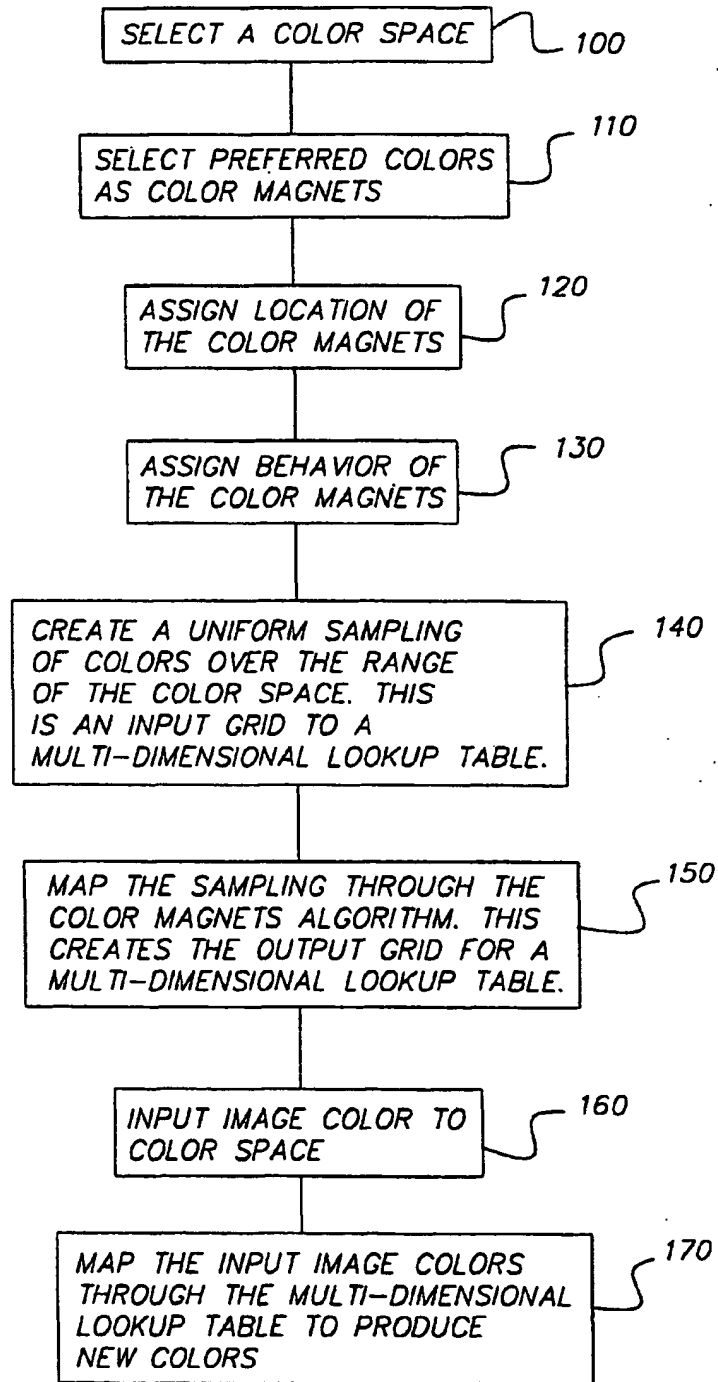 SELECT A COLOR SPACE
100
110
SELECT PREFERRED COLORS
AS COLOR MAGNETS
120
ASSIGN LOCATION OF
THE COLOR MAGNETS
130
ASSIGN BEHAVIOR OF
THE COLOR MAGNETS
140
CREATE A UNIFORM SAMPLING
OF COLORS OVER THE RANGE
OF THE COLOR SPACE. THIS
IS AN INPUT GRID TO A
MULTI-DIMENSIONAL LOOKUP TABLE.
150
MAP THE SAMPLING THROUGH THE
COLOR MAGNETS ALGORITHM. THIS
CREATES THE OUTPUT GRID FOR A
MULTI-DIMENSIONAL LOOKUP TABLE.
160
INPUT IMAGE COLOR TO
COLOR SPACE
170
MAP THE INPUT IMAGE COLORS
THROUGH THE MULTI-DIMENSIONAL
LOOKUP TABLE TO PRODUCE
NEW COLORS